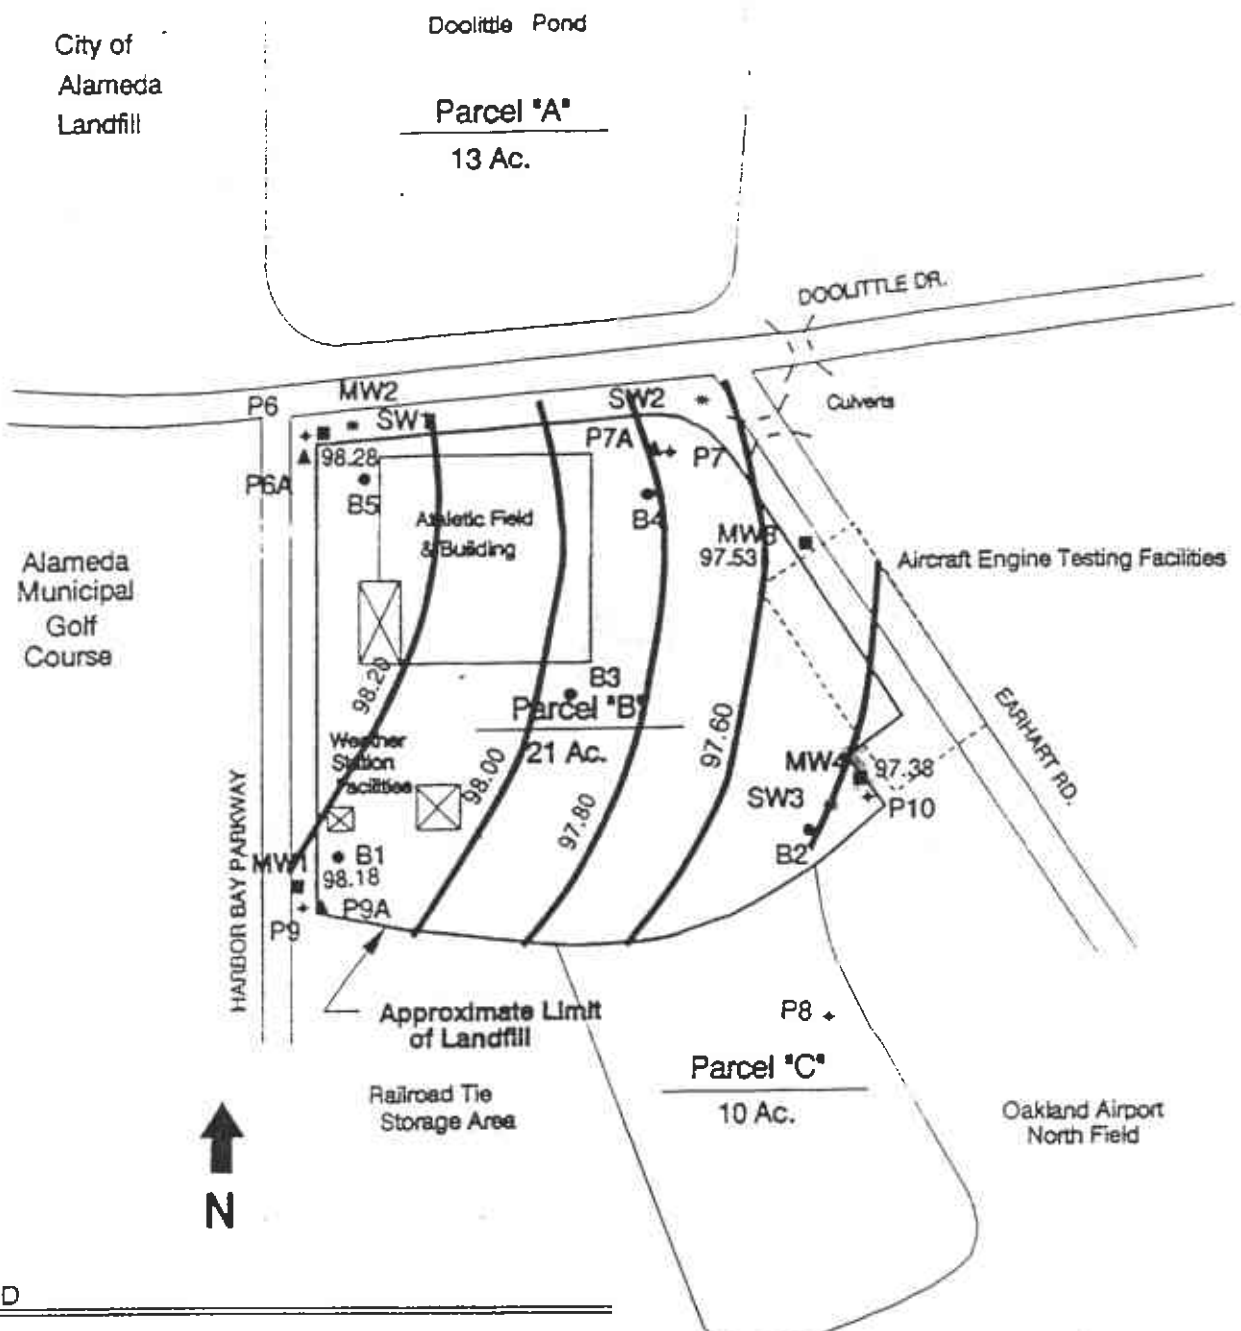 City of
Alameda
Landfill
Doolittle Pond
Parcel "A"
13 Ac.
DOOLITTLE DR.
Culverts
P6
MW2
SW1
SW2
P7A
P7
98.28
P6A
B5
B4
Athletic Field
& Building
97.53
Aircraft Engine Testing Facilities
Alameda
Municipal
Golf
Course
98.20
B3
Parcel "B"
21 Ac.
97.60
EARHART RD.
Weather
Station
Facilities
98.00
97.80
MW4
97.38
SW3
P10
B2
HARBOR BAY PARKWAY
MW1
B1
98.18
P9A
P9
Approximate Limit
of Landfill
P8
Parcel "C"
10 Ac.
Railroad Tie
Storage Area
Oakland Airport
North Field
N
D